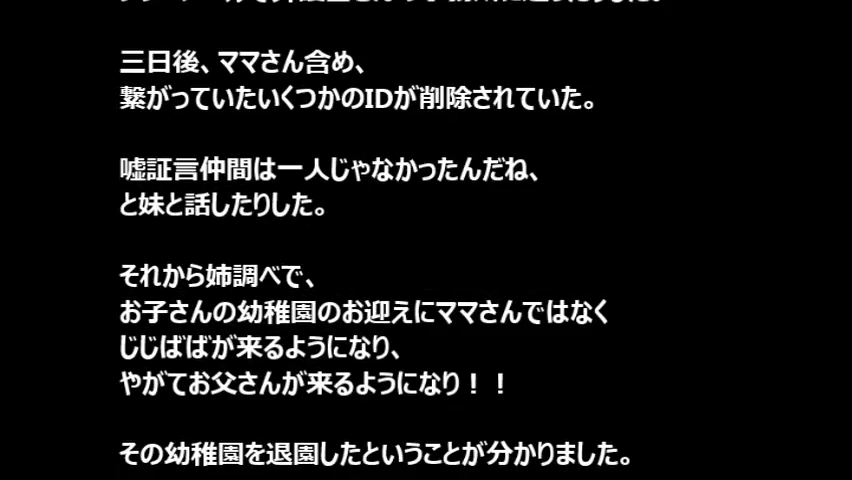 三日後、ママさん含め、
繋がっていたいくつかのIDが削除されていた。
嘘証言仲間は一人じゃなかったんだね、
と妹と話したりした。
それから姉調べで、
お子さんの幼稚園のお迎えにママさんではなく
じじばばが来るようになり、
やがてお父さんが来るようになり！！
その幼稚園を退園したということが分かりました。